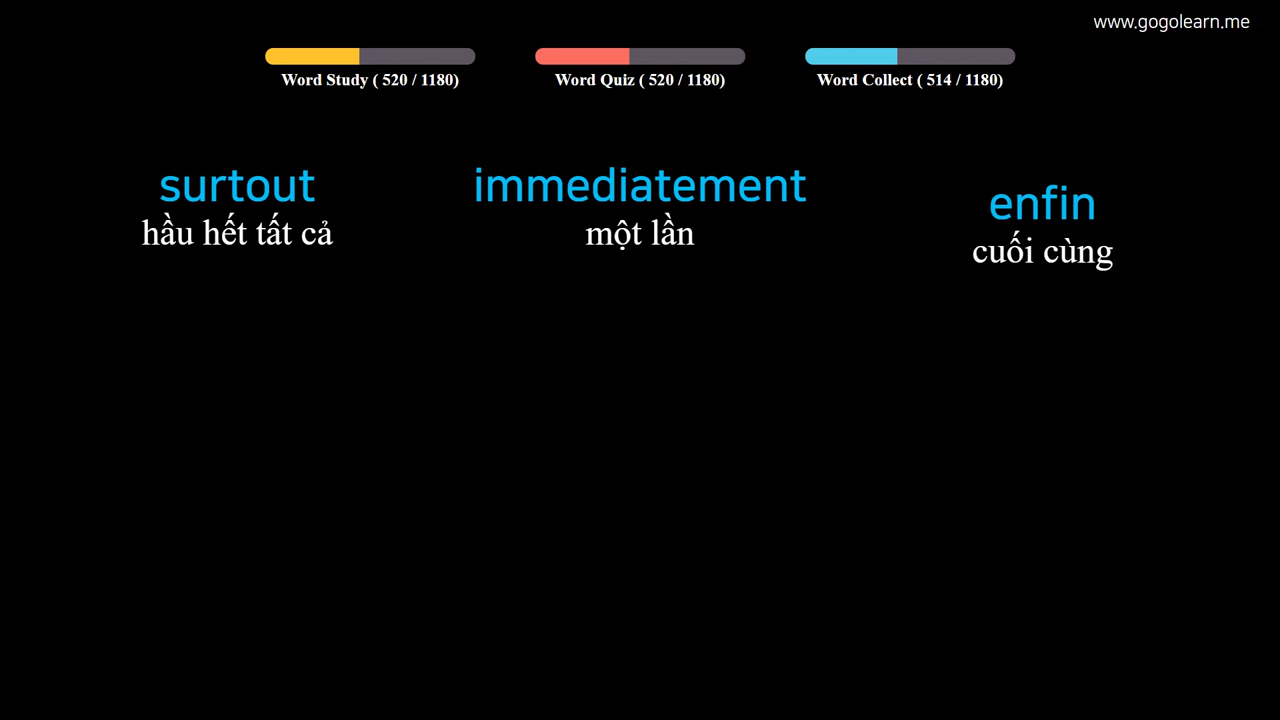 www.gogolearn.me
Word Study ( 520 / 1180)
Word Quiz ( 520 / 1180)
Word Collect ( 514 / 1180)
surtout
hầu hết tất cả
immediatement
một lần
enfin
cuối cùng